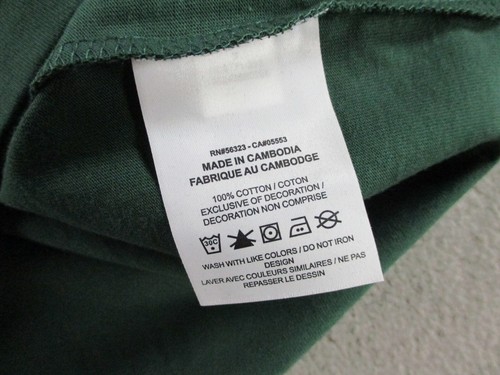 RN#56323 - CA#05553
MADE IN CAMBODIA
FABRIQUE AU CAMBODGE
100% COTTON / COTON
EXCLUSIVE OF DECORATION /
DECORATION NON COMPRISE
30C
WASH WITH LIKE COLORS / DO NOT IRON
DESIGN
LAVER AVEC COULEURS SIMILAIRES / NE PAS
REPASSER LE DESSIN